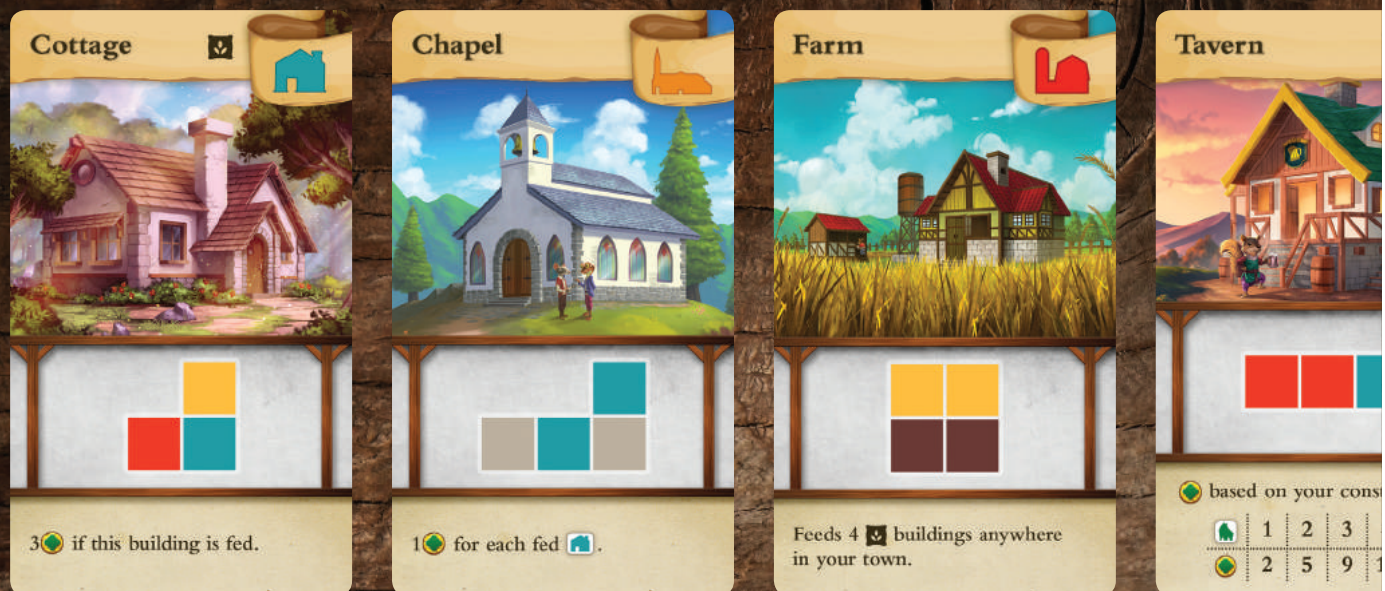 Cottage
3 if this building is fed.
Chapel
1 for each fed .
Farm
Feeds 4 buildings anywhere
in your town.
Tavern
based on your
1 2 3
2 5 9